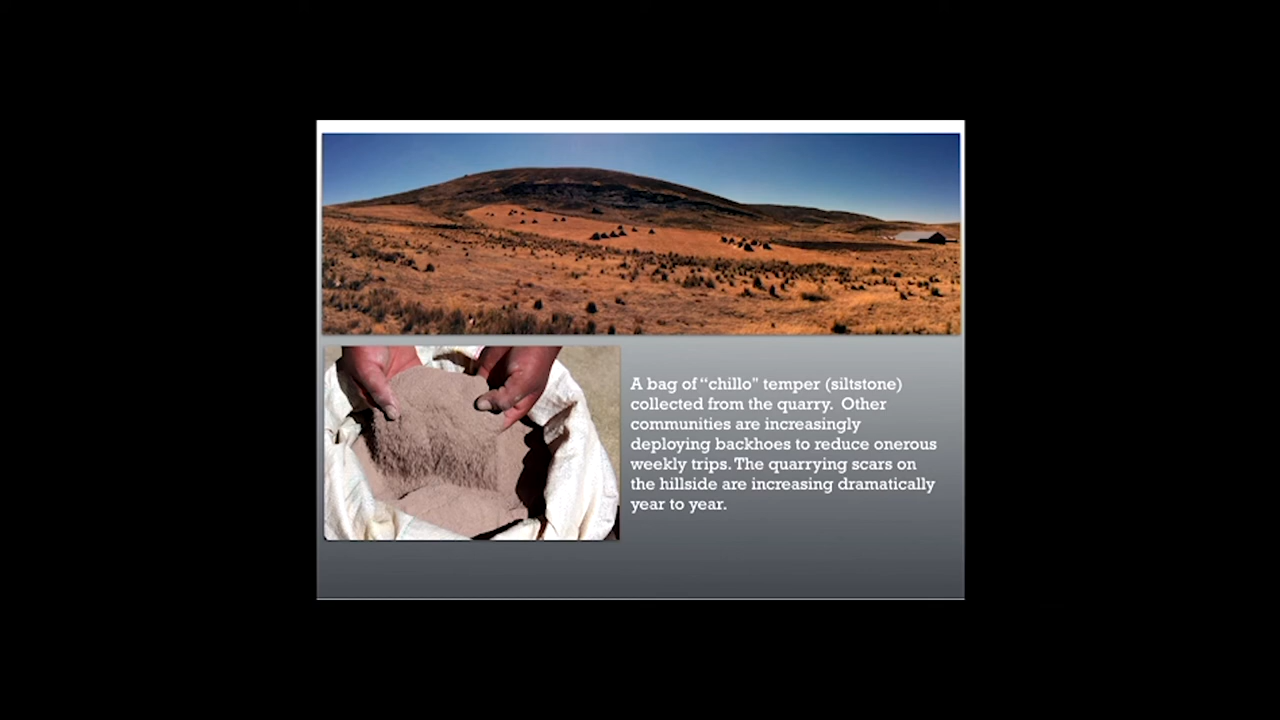 A bag of “chillo" temper (siltstone)
collected from the quarry.  Other
communities are increasingly
deploying backhoes to reduce onerous
weekly trips. The quarrying scars on
the hillside are increasing dramatically
year to year.